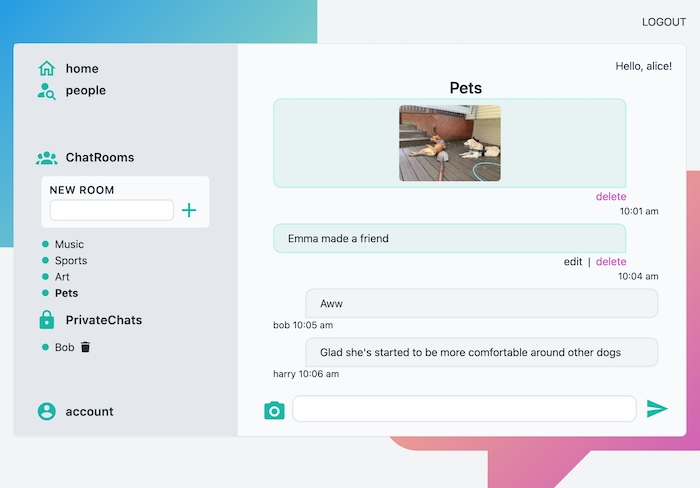 LOGOUT
home
people
ChatRooms
NEW ROOM
Music
Sports
Art
Pets
PrivateChats
Bob
account
Hello, alice!
Pets
delete
10:01 am
Emma made a friend
edit | delete
10:04 am
Aww
bob 10:05 am
Glad she's started to be more comfortable around other dogs
harry 10:06 am